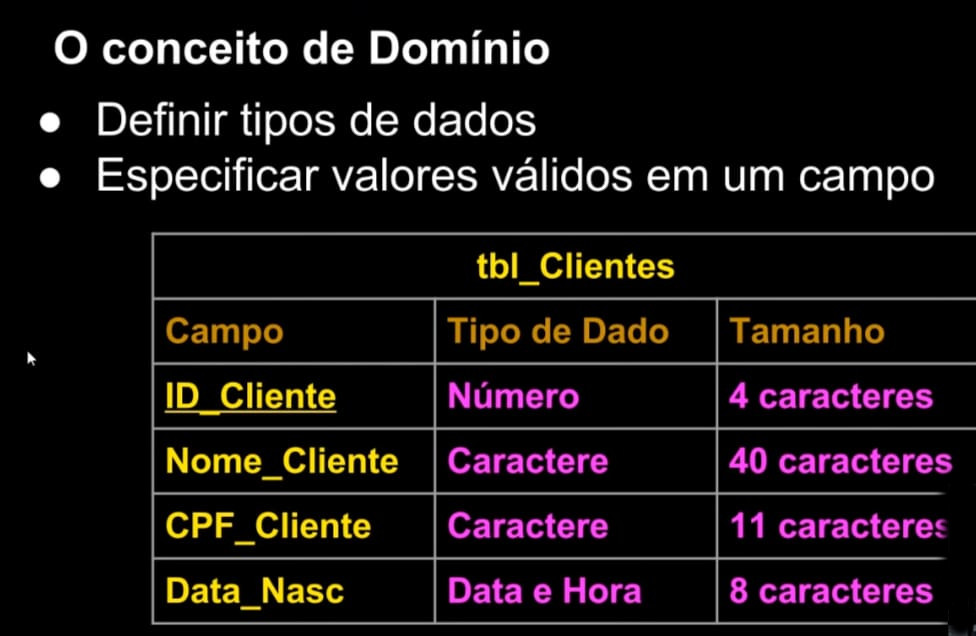 O conceito de Domínio
● Definir tipos de dados
● Especificar valores válidos em um campo
tbl_Clientes
Campo Tipo de Dado Tamanho
ID_Cliente Número 4 caracteres
Nome_Cliente Caractere 40 caracteres
CPF_Cliente Caractere 11 caracteres
Data_Nasc Data e Hora 8 caracteres